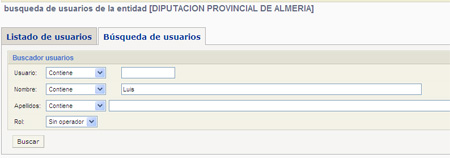 busqueda de usuarios de la entidad [DIPUTACION PROVINCIAL DE ALMERIA]
Listado de usuarios Búsqueda de usuarios
Buscador usuarios
Usuario: Contiene
Nombre: Contiene Luis
Apellidos: Contiene
Rol: Sin operador
Buscar